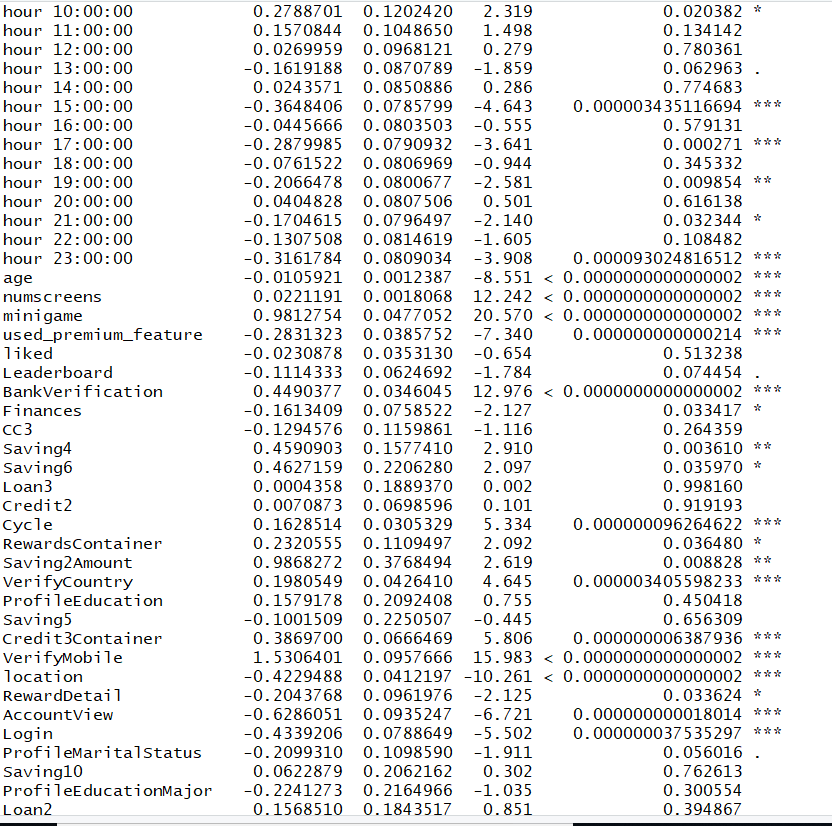 hour 10:00:00 0.2788701 0.1202420 2.319 0.020382 *
hour 11:00:00 0.1570844 0.1048650 1.498 0.134142
hour 12:00:00 0.0269959 0.0968121 0.279 0.780361
hour 13:00:00 -0.1619188 0.0870789 -1.859 0.062963 .
hour 14:00:00 0.0243571 0.0850886 0.286 0.774683
hour 15:00:00 -0.3648406 0.0785799 -4.643 0.000003435116694 ***
hour 16:00:00 -0.0445666 0.0803503 -0.555 0.579131
hour 17:00:00 -0.2879985 0.0790932 -3.641 0.000271 ***
hour 18:00:00 -0.0761522 0.0806969 -0.944 0.345332
hour 19:00:00 -0.2066478 0.0800677 -2.581 0.009854 **
hour 20:00:00 0.0404828 0.0807506 0.501 0.616138
hour 21:00:00 -0.1704615 0.0796497 -2.140 0.032344 *
hour 22:00:00 -0.1307508 0.0814619 -1.605 0.108482
hour 23:00:00 -0.3161784 0.0809034 -3.908 0.000093024816512 ***
age -0.0105921 0.0012387 -8.551 < 0.0000000000000002 ***
numscreens 0.0221191 0.0018068 12.242 < 0.0000000000000002 ***
minigame 0.9812754 0.0477052 20.570 < 0.0000000000000002 ***
used_premium_feature -0.2831323 0.0385752 -7.340 0.000000000000214 ***
liked -0.0230878 0.0353130 -0.654 0.513238
Leaderboard -0.1114333 0.0624692 -1.784 0.074454 .
BankVerification 0.4490377 0.0346045 12.976 < 0.0000000000000002 ***
Finances -0.1613409 0.0758522 -2.127 0.033417 *
CC3 -0.1294576 0.1159861 -1.116 0.264359
Saving4 0.4590903 0.1577410 2.910 0.003610 **
Saving6 0.4627159 0.2206280 2.097 0.035970 *
Loan3 0.0004358 0.1889370 0.002 0.998160
Credit2 0.0070873 0.0698596 0.101 0.919193
Cycle 0.1628514 0.0305329 5.334 0.000000096264622 ***
RewardsContainer 0.2320555 0.1109497 2.092 0.036480 *
Saving2Amount 0.9868272 0.3768494 2.619 0.008828 **
VerifyCountry 0.1980549 0.0426410 4.645 0.000003405598233 ***
ProfileEducation 0.1579178 0.2092408 0.755 0.450418
Saving5 -0.1001509 0.2250507 -0.445 0.656309
Credit3Container 0.3869700 0.0666469 5.806 0.000000006387936 ***
VerifyMobile 1.5306401 0.0957666 15.983 < 0.0000000000000002 ***
location -0.4229488 0.0412197 -10.261 < 0.0000000000000002 ***
RewardDetail -0.2043768 0.0961976 -2.125 0.033624 *
AccountView -0.6286051 0.0935247 -6.721 0.000000000018014 ***
Login -0.4339206 0.0788649 -5.502 0.000000037535297 ***
ProfileMaritalStatus -0.2099310 0.1098590 -1.911 0.056016 .
Saving10 0.0622879 0.2062162 0.302 0.762613
ProfileEducationMajor -0.2241273 0.2164966 -1.035 0.300554
Loan2 0.1568510 0.1843517 0.851 0.394867